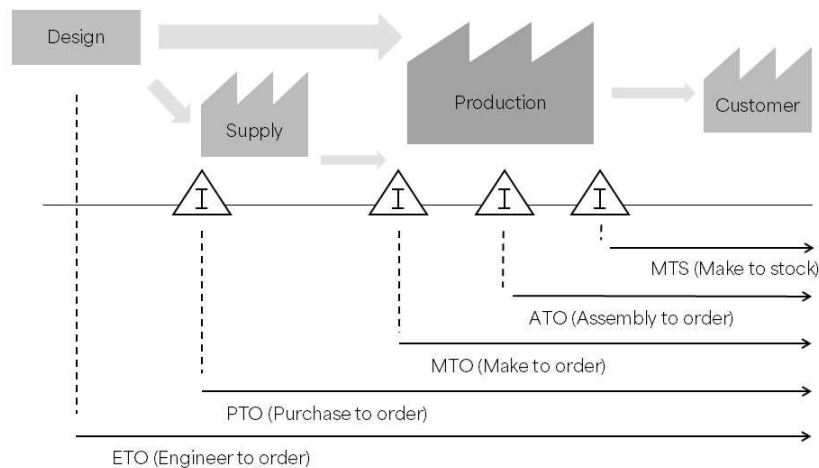 Design
Supply
Production
Customer
I
I
I
I
MTS (Make to stock)
ATO (Assembly to order)
MTO (Make to order)
PTO (Purchase to order)
ETO (Engineer to order)